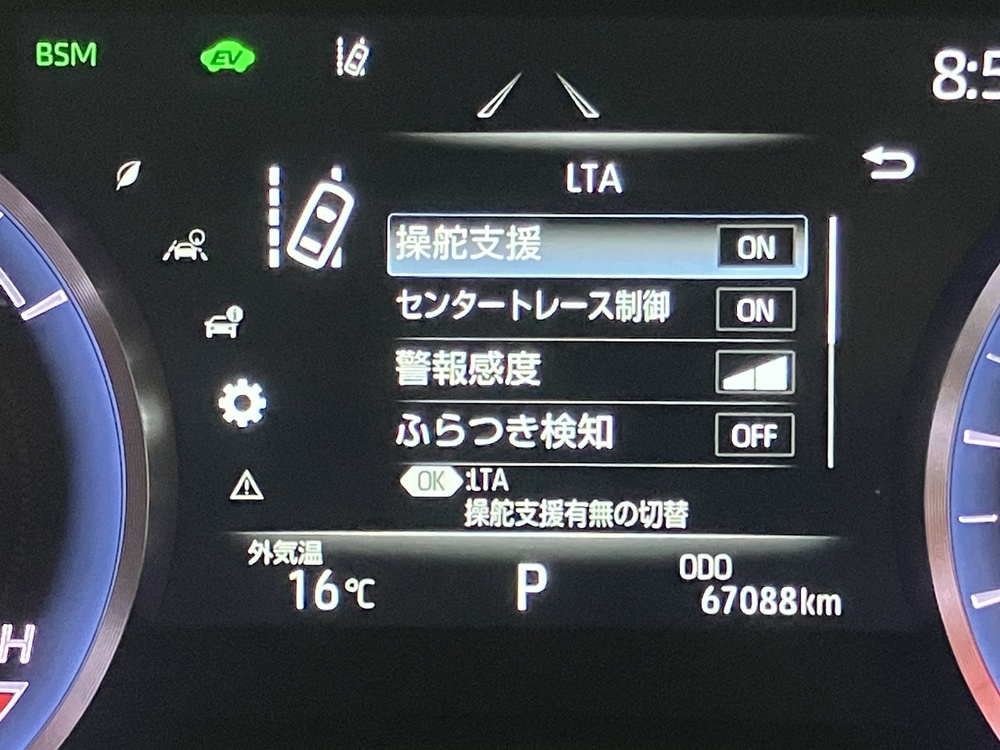 BSM
EV
LTA
操舵支援 ON
センタートレース制御 ON
警報感度
ふらつき検知 OFF
OK :LTA
操舵支援有無の切替
外気温
16℃
P
ODO
67088km
H